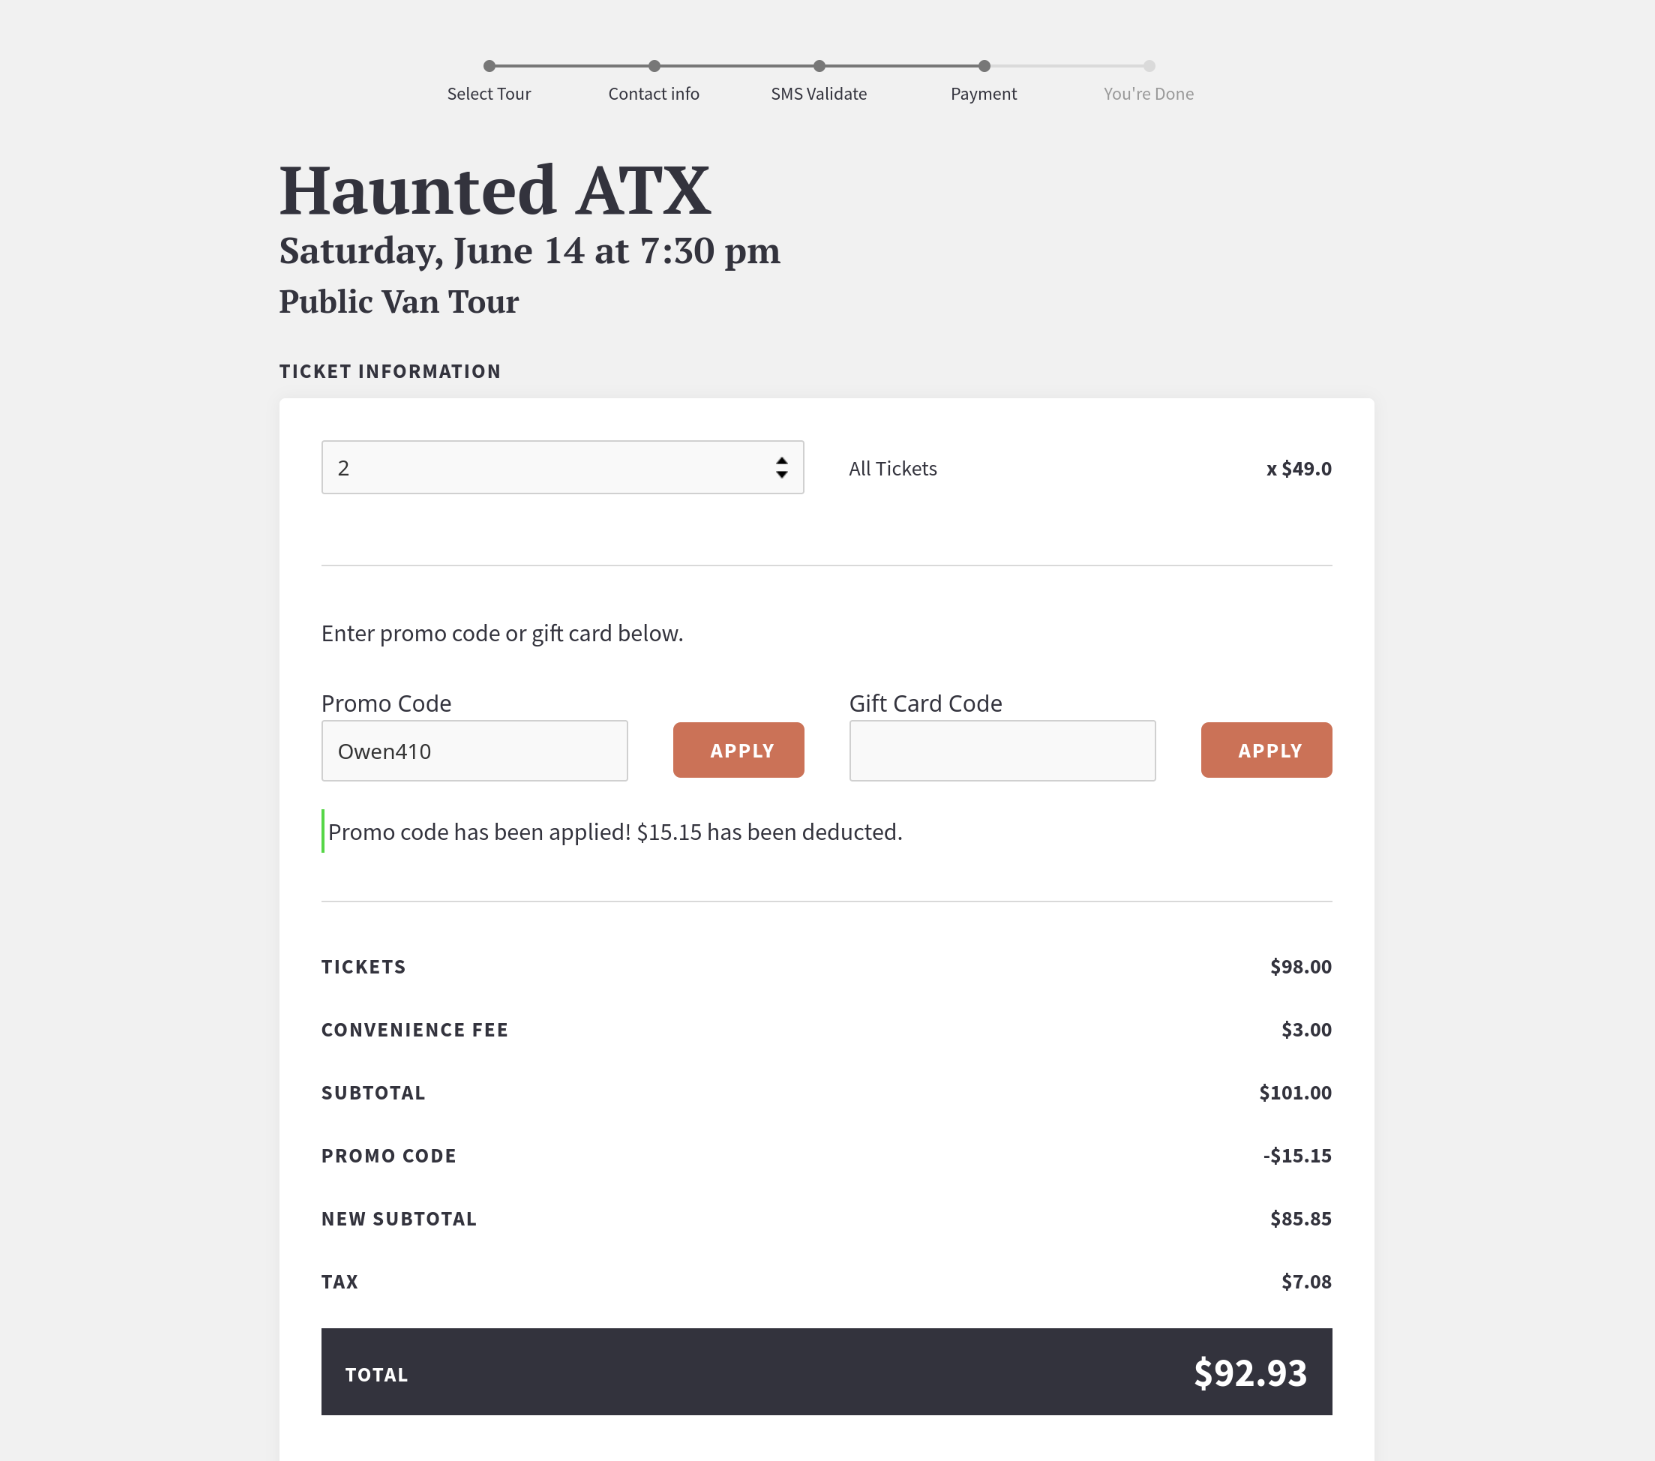 Select Tour
Contact info
SMS Validate
Payment
You're Done
Haunted ATX
Saturday, June 14 at 7:30 pm
Public Van Tour
TICKET INFORMATION
2
All Tickets
x $49.0
Enter promo code or gift card below.
Promo Code
Gift Card Code
Owen410
APPLY
APPLY
Promo code has been applied! $15.15 has been deducted.
TICKETS $98.00
CONVENIENCE FEE $3.00
SUBTOTAL $101.00
PROMO CODE -$15.15
NEW SUBTOTAL $85.85
TAX $7.08
TOTAL $92.93